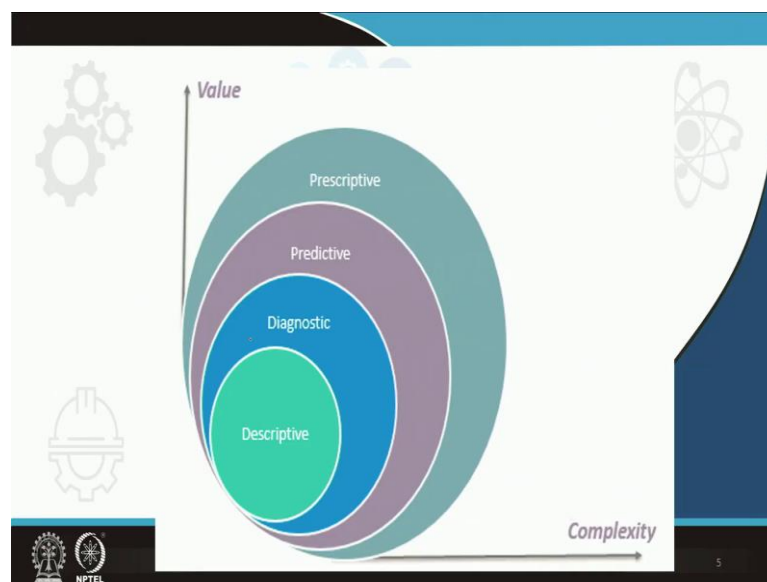 Value
Prescriptive
Predictive
Diagnostic
Descriptive
Complexity
5
NPTEL